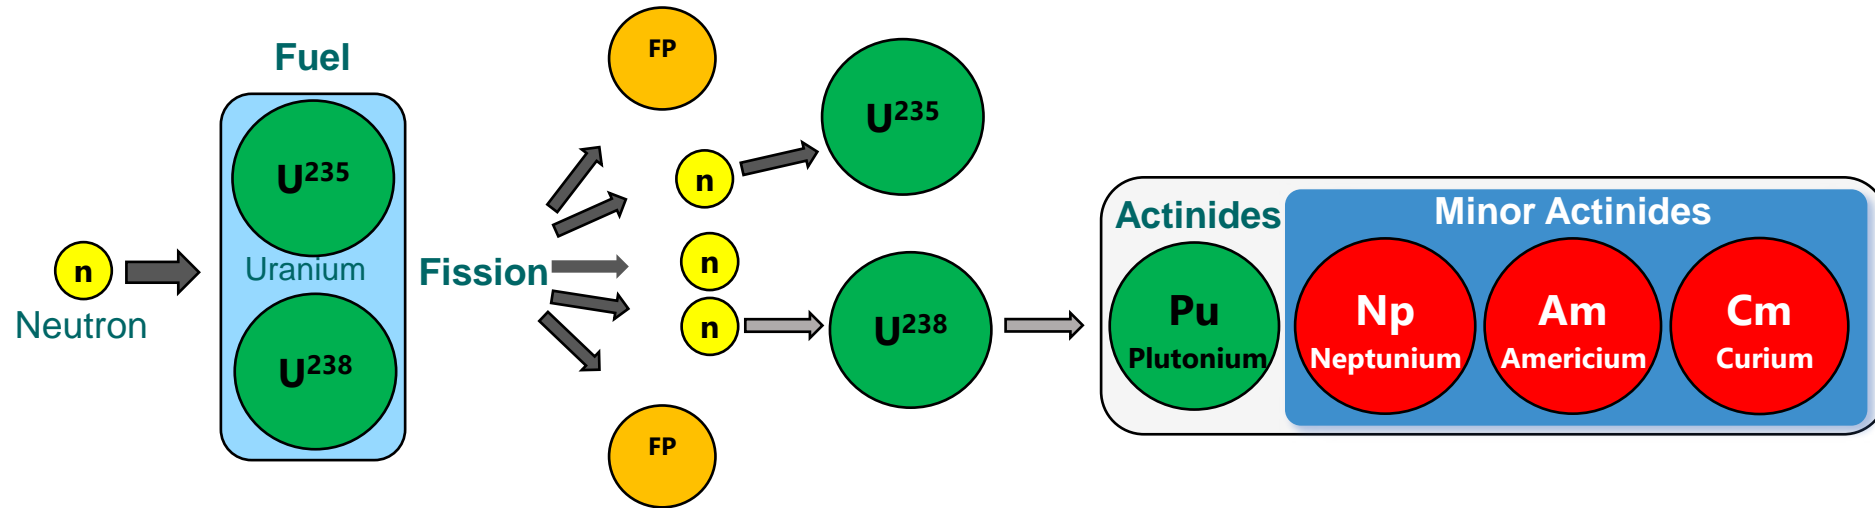 n
Neutron
Fuel
U²³⁵
Uranium
U²³⁸
Fission
FP
n
n
n
FP
U²³⁵
U²³⁸
Actinides
Minor Actinides
Pu
Plutonium
Np
Neptunium
Am
Americium
Cm
Curium